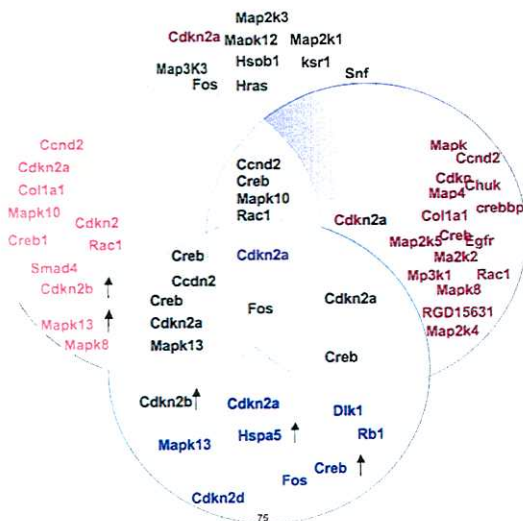 Map2k3
Cdkn2a Mapk12 Map2k1
Hspb1 ksr1
Map3K3 Snf
Fos Hras
Ccnd2 Mapk
Cdkn2a Ccnd2 Ccnd2
Col1a1 Creb Cdkn Chuk
Mapk10 Mapk10 Map4 crebbp
Cdkn2 Rac1 Cdkn2a Col1a1
Creb1 Rac1 Creb Map2k5 Creb Egfr
Smad4 Cdkn2a Ma2k2
Cdkn2b Ccdn2 Mp3k1 Rac1
Creb Cdkn2a Mapk8
Mapk13 Cdkn2a Fos RGD15631
Mapk8 Mapk13 Map2k4
Creb
Cdkn2b Cdkn2a Dlk1
Mapk13 Hspa5 Rb1
Fos Creb
Cdkn2d
75